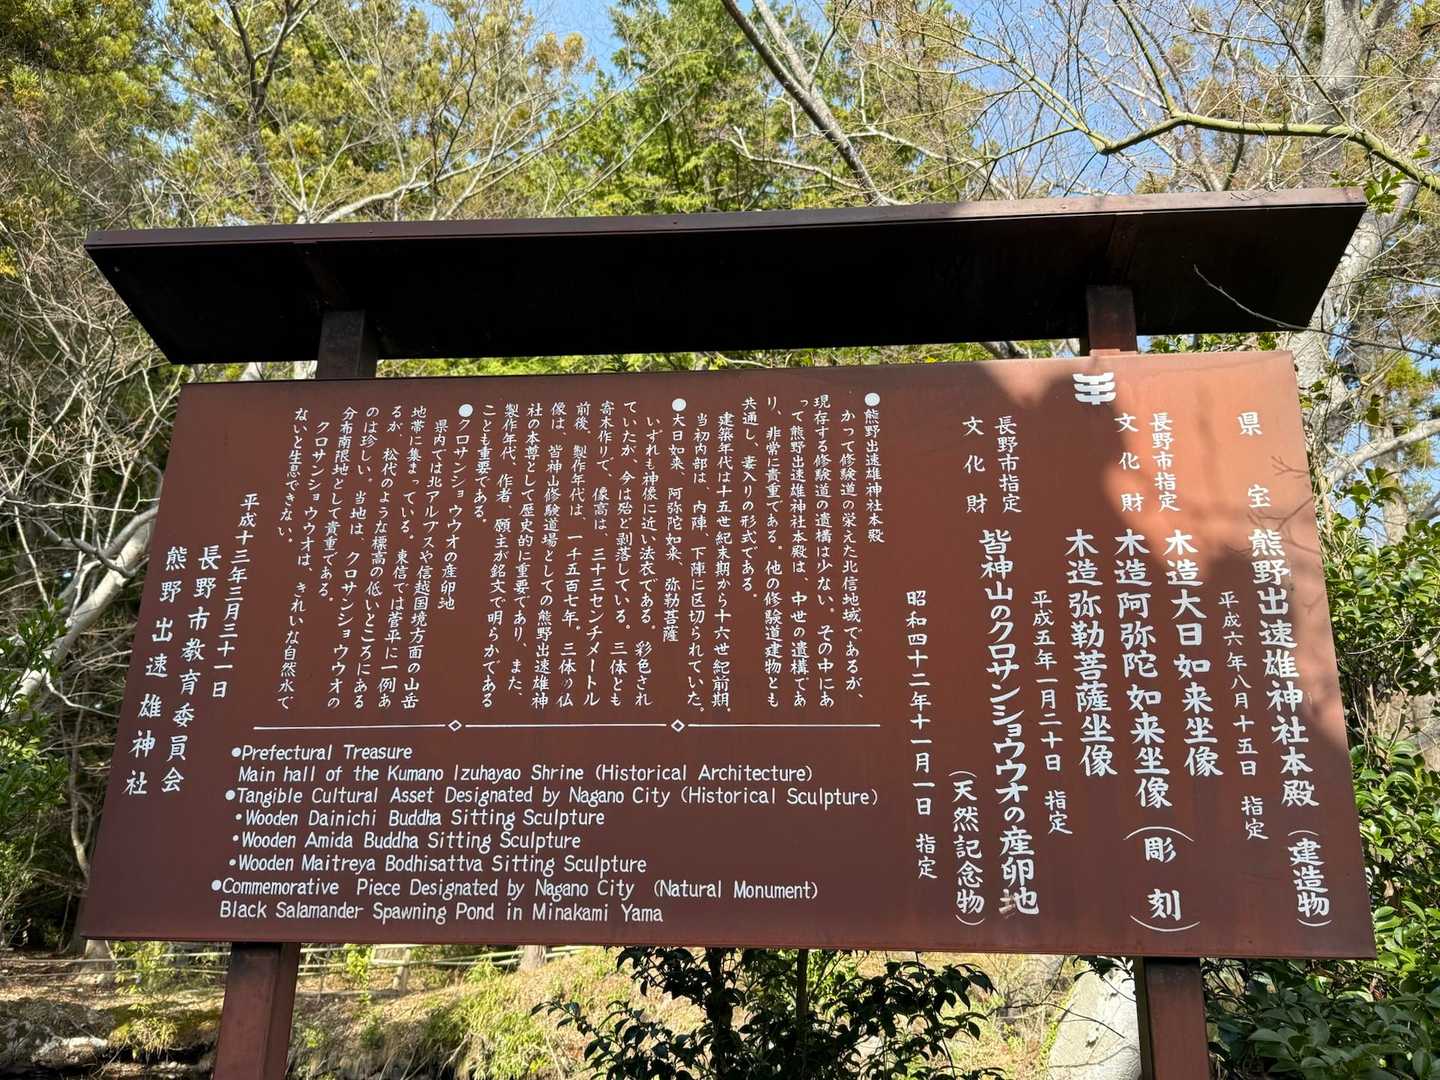 県宝 熊野出速雄神社本殿(建造物)
平成六年八月十五日 指定
長野市指定
文化財
木造大日如来坐像
木造阿弥陀如来坐像(彫刻)
木造弥勒菩薩坐像
平成五年一月二十日 指定
長野市指定
文化財
皆神山のクロサンショウウオの産卵地
(天然記念物)
昭和四十二年十一月一日 指定
●熊野出速雄神社本殿
かつて修験道の栄えた北信地域であるが、
現存する修験道の遺構は少ない。その中にあ
って熊野出速雄神社本殿は、中世の遺構であ
り、非常に貴重である。他の修験道建物とも
共通し、妻入りの形式である。
建築年代は十五世紀末期から十六世紀前期。
当初内部は、内陣、下陣に区切られていた。
●大日如来、阿弥陀如来、弥勒菩薩
いずれも神像に近い法衣である。彩色され
ていたが、今は殆ど剥落している。三体とも
寄木作りで、像高は、三十三センチメートル
前後、製作年代は、一千五百七年。三体の仏
像は、皆神山修験道場としての熊野出速雄神
社の本尊として歴史的に重要であり、また、
製作年代、作者、願主が銘文で明らかである
ことも重要である。
●クロサンショウウオの産卵地
県内では北アルプスや信越国境方面の山岳
地帯に集まっている。東信では菅平に一例あ
るが、松代のような標高の低いところにある
のは珍しい。当地は、クロサンショウウオの
分布南限地として貴重である。
クロサンショウウオは、きれいな自然水で
ないと生息できない。
平成十三年三月三十一日
長野市教育委員会
熊野出速雄神社
●Prefectural Treasure
Main hall of the Kumano Izuhayao Shrine (Historical Architecture)
●Tangible Cultural Asset Designated by Nagano City (Historical Sculpture)
・Wooden Dainichi Buddha Sitting Sculpture
・Wooden Amida Buddha Sitting Sculpture
・Wooden Maitreya Bodhisattva Sitting Sculpture
●Commemorative Piece Designated by Nagano City (Natural Monument)
Black Salamander Spawning Pond in Minakami Yama